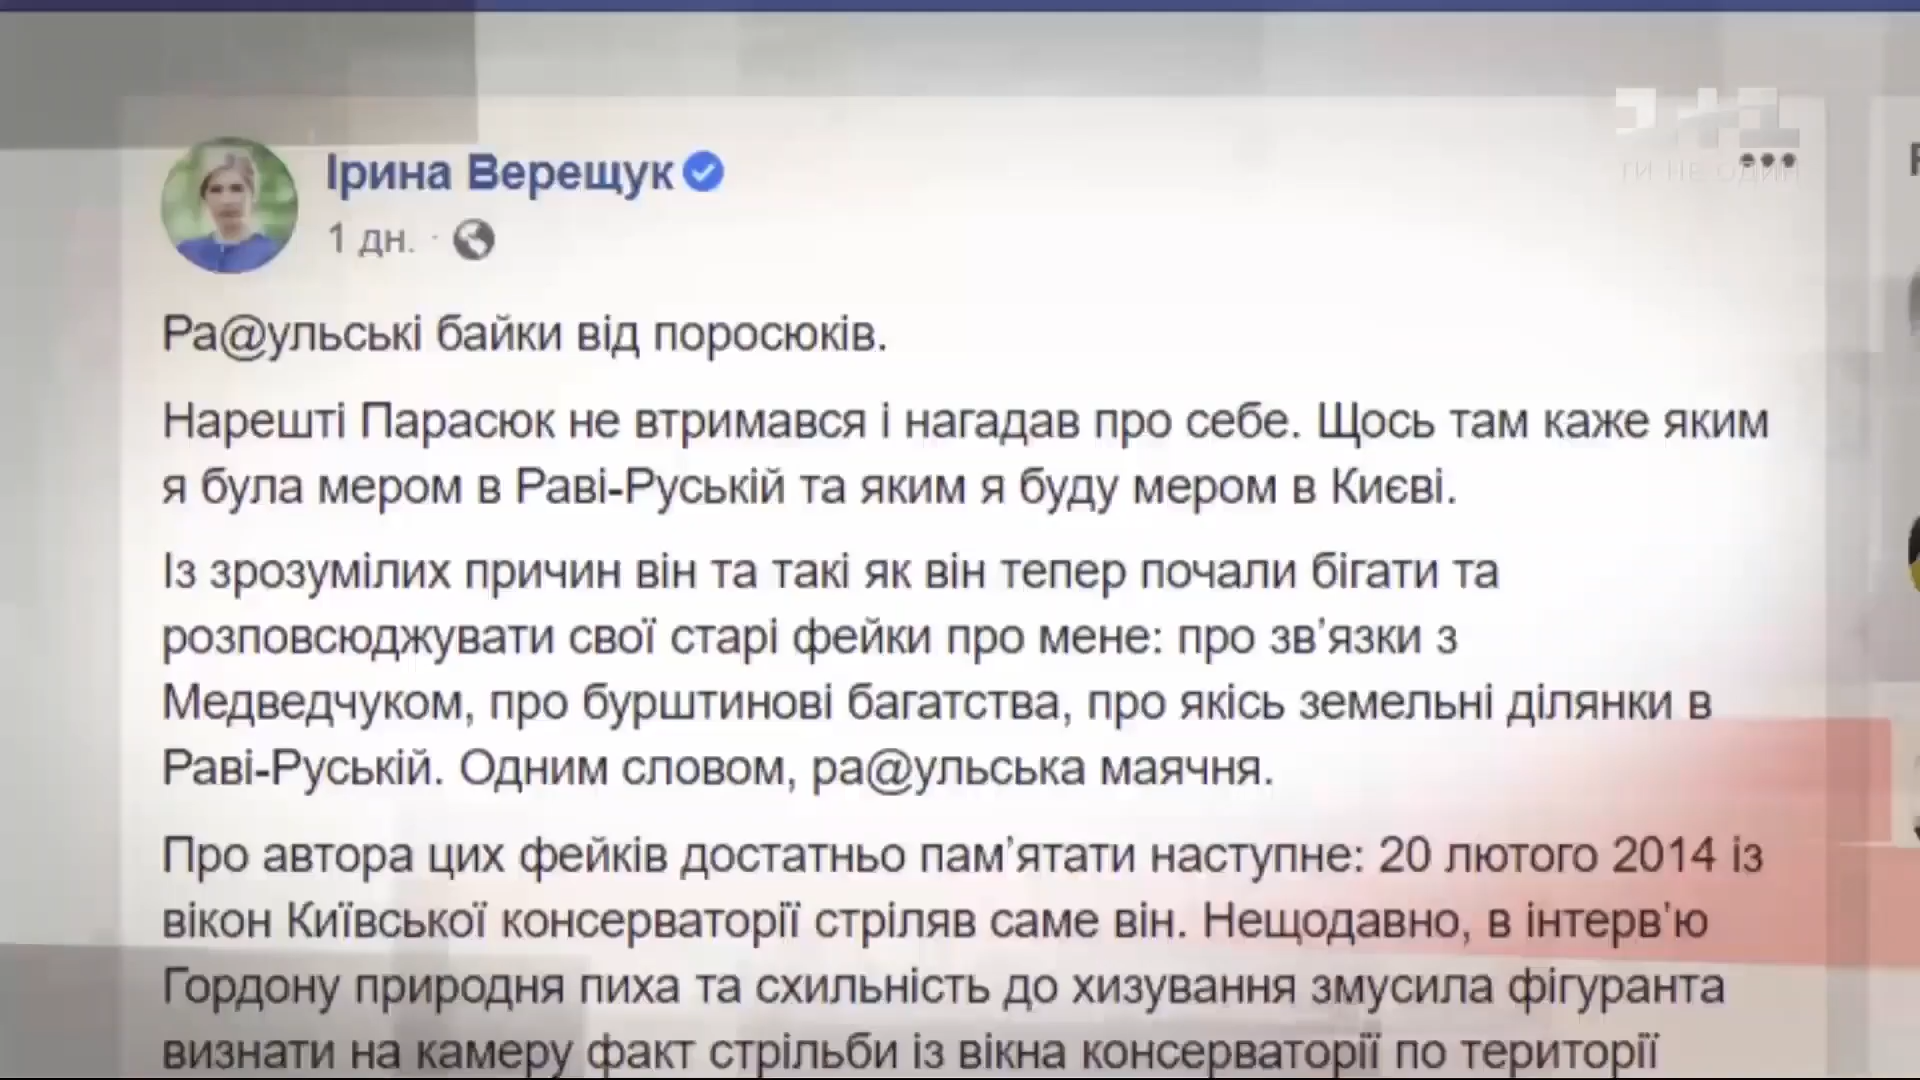 1+1
ТИ НЕ ОДИН
Ірина Верещук
1 дн. ·
Ра@ульські байки від поросюків.
Нарешті Парасюк не втримався і нагадав про себе. Щось там каже яким
я була мером в Раві-Руській та яким я буду мером в Києві.
Із зрозумілих причин він та такі як він тепер почали бігати та
розповсюджувати свої старі фейки про мене: про зв’язки з
Медведчуком, про бурштинові багатства, про якісь земельні ділянки в
Раві-Руській. Одним словом, ра@ульська маячня.
Про автора цих фейків достатньо пам’ятати наступне: 20 лютого 2014 із
вікон Київської консерваторії стріляв саме він. Нещодавно, в інтерв’ю
Гордону природня пиха та схильність до хизування змусила фігуранта
визнати на камеру факт стрільби із вікна консерваторії по території